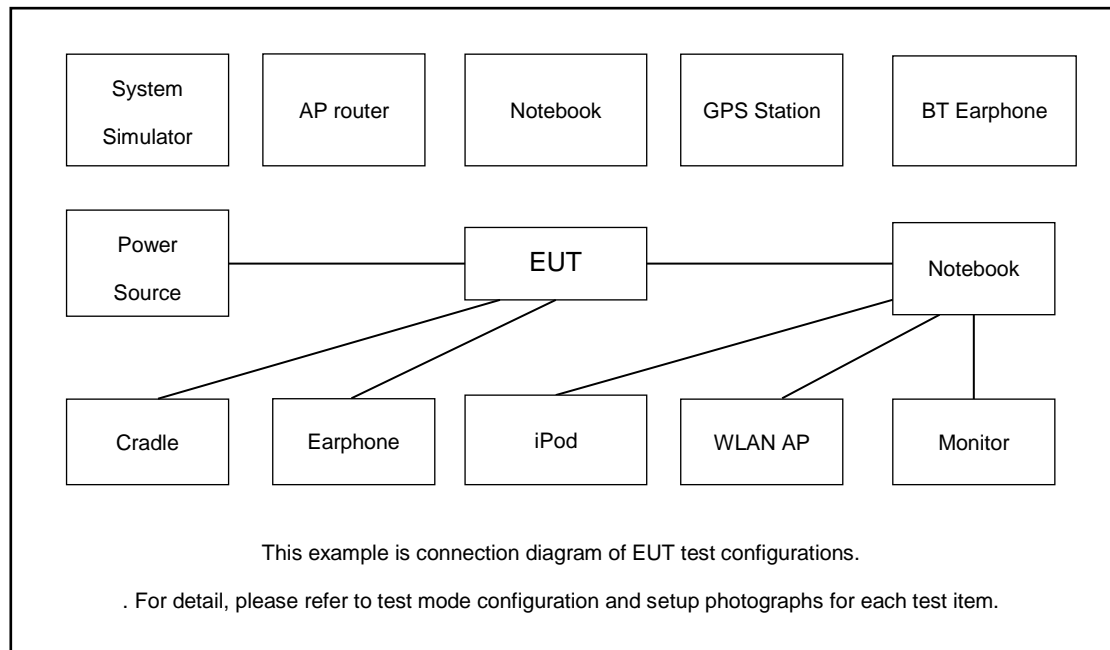 System
Simulator
AP router
Notebook
GPS Station
BT Earphone
Power
Source
EUT
Notebook
Cradle
Earphone
iPod
WLAN AP
Monitor
This example is connection diagram of EUT test configurations.
. For detail, please refer to test mode configuration and setup photographs for each test item.